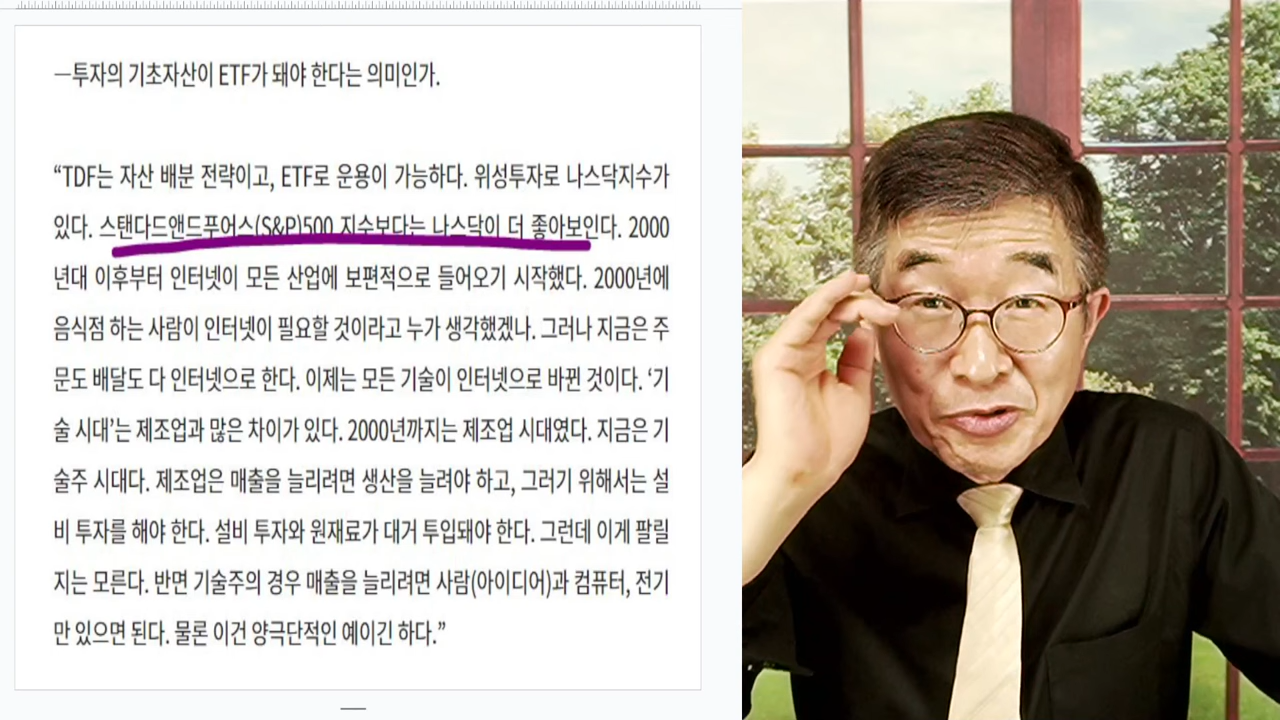 —투자의 기초자산이 ETF가 돼야 한다는 의미인가.
“TDF는 자산 배분 전략이고, ETF로 운용이 가능하다. 위성투자로 나스닥지수가
있다. 스탠다드앤드푸어스(S&P)500 지수보다는 나스닥이 더 좋아보인다. 2000
년대 이후부터 인터넷이 모든 산업에 보편적으로 들어오기 시작했다. 2000년에
음식점 하는 사람이 인터넷이 필요할 것이라고 누가 생각했겠나. 그러나 지금은 주
문도 배달도 다 인터넷으로 한다. 이제는 모든 기술이 인터넷으로 바뀐 것이다. ‘기
술 시대’는 제조업과 많은 차이가 있다. 2000년까지는 제조업 시대였다. 지금은 기
술주 시대다. 제조업은 매출을 늘리려면 생산을 늘려야 하고, 그러기 위해서는 설
비 투자를 해야 한다. 설비 투자와 원재료가 대거 투입돼야 한다. 그런데 이게 팔릴
지는 모른다. 반면 기술주의 경우 매출을 늘리려면 사람(아이디어)과 컴퓨터, 전기
만 있으면 된다. 물론 이건 양극단적인 예이긴 하다.”